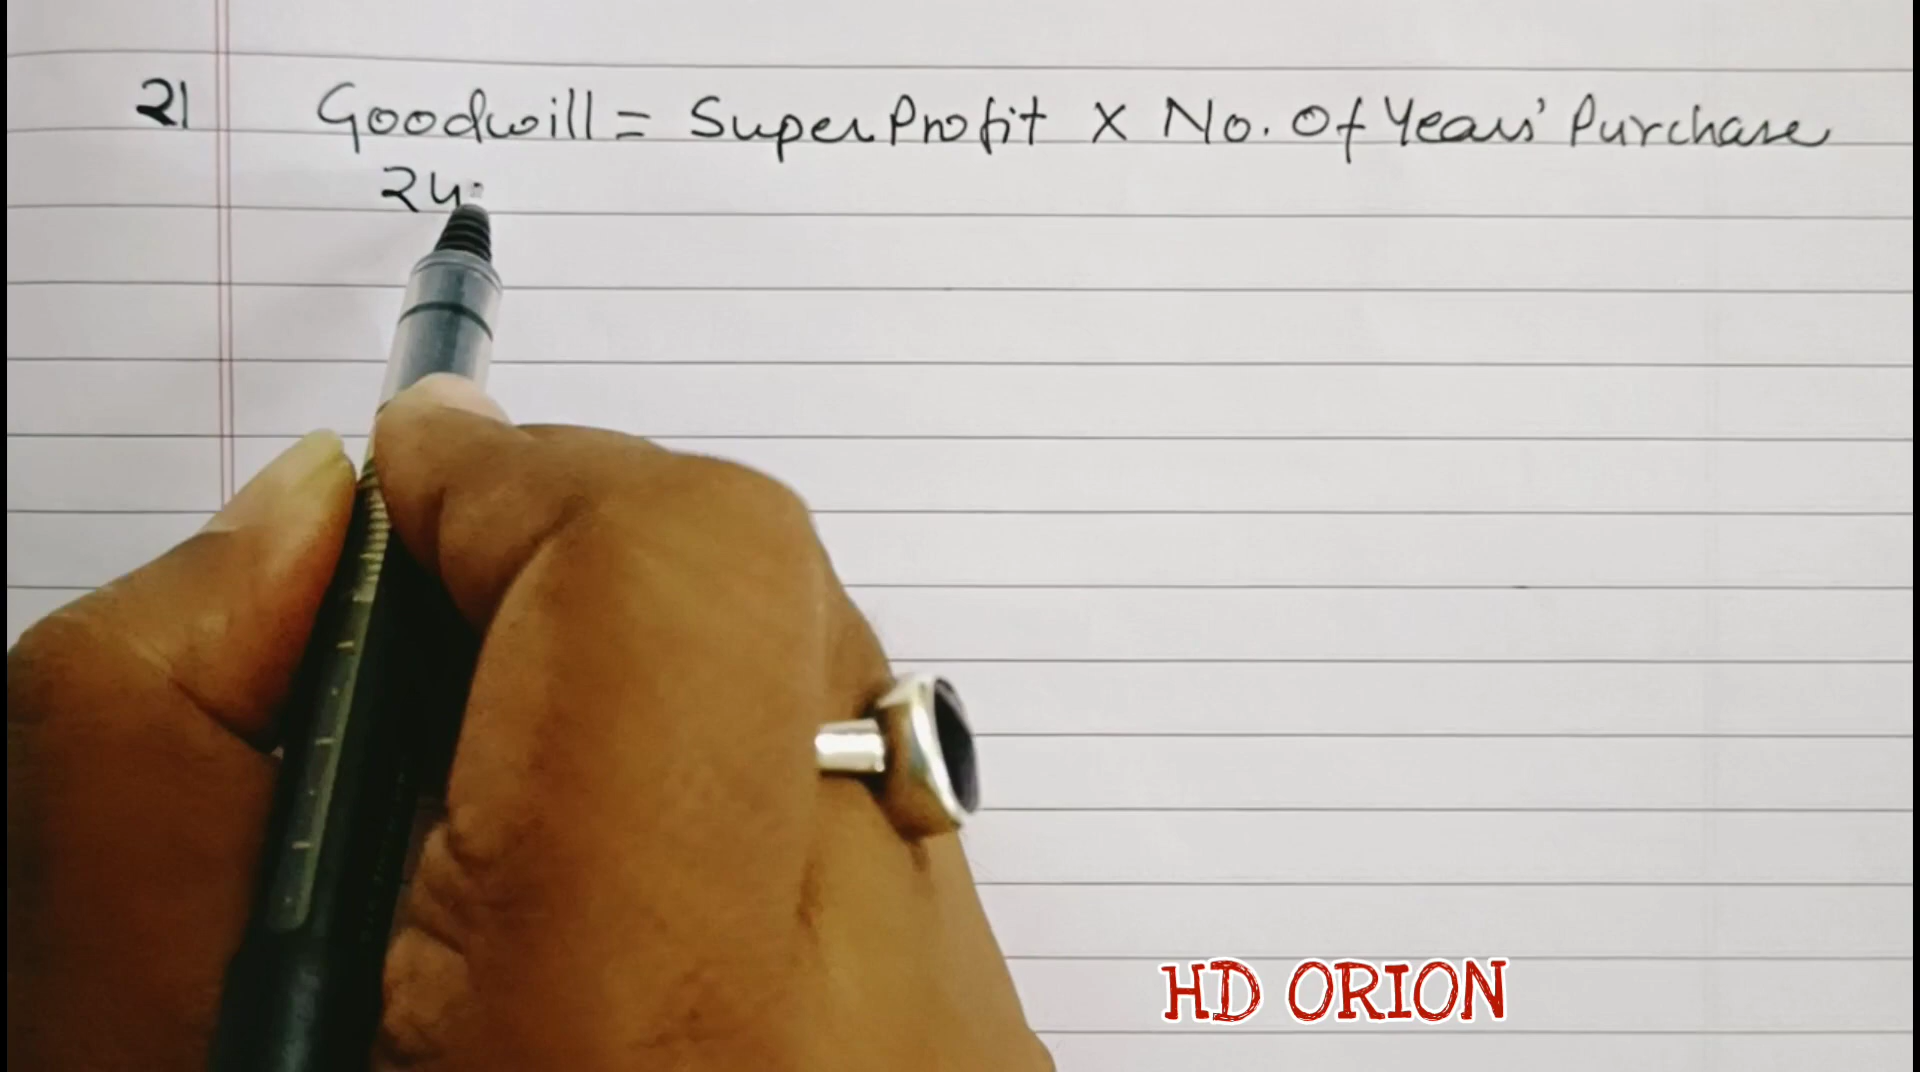 21 Goodwill = Super Profit X No. Of Years' Purchase
24
HD ORION